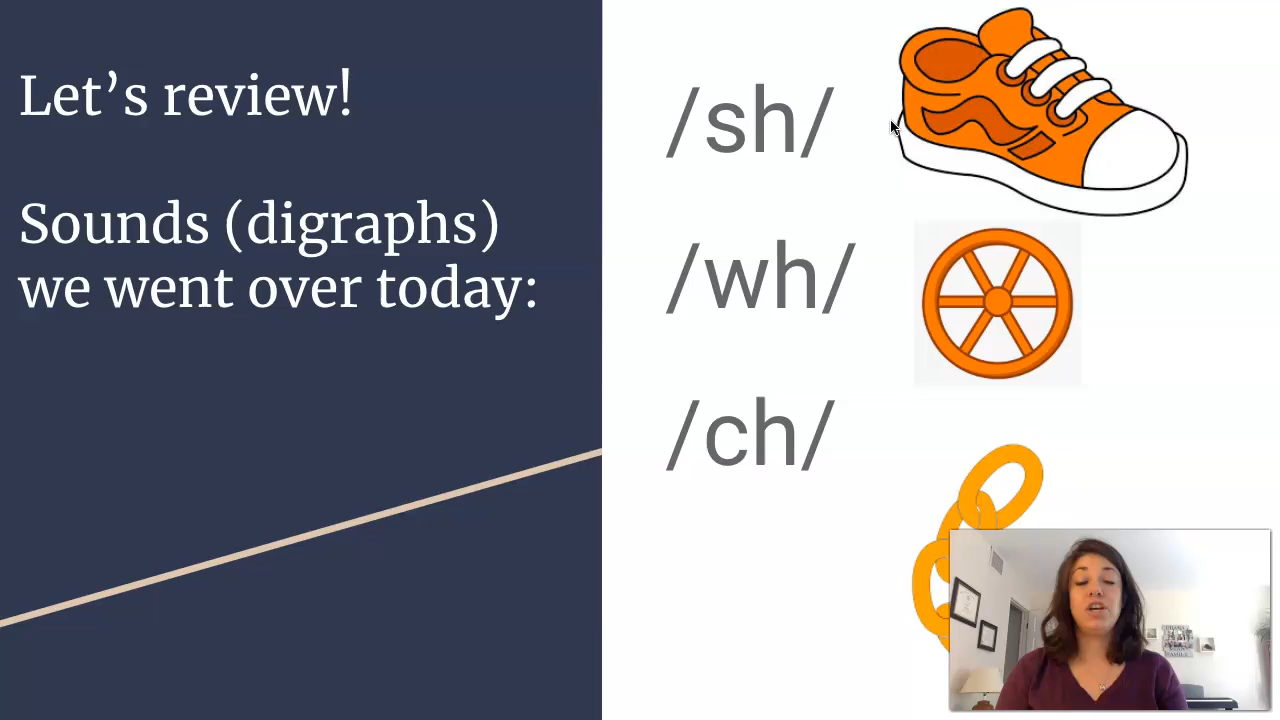 Let’s review!
Sounds (digraphs)
we went over today:
/sh/
/wh/
/ch/